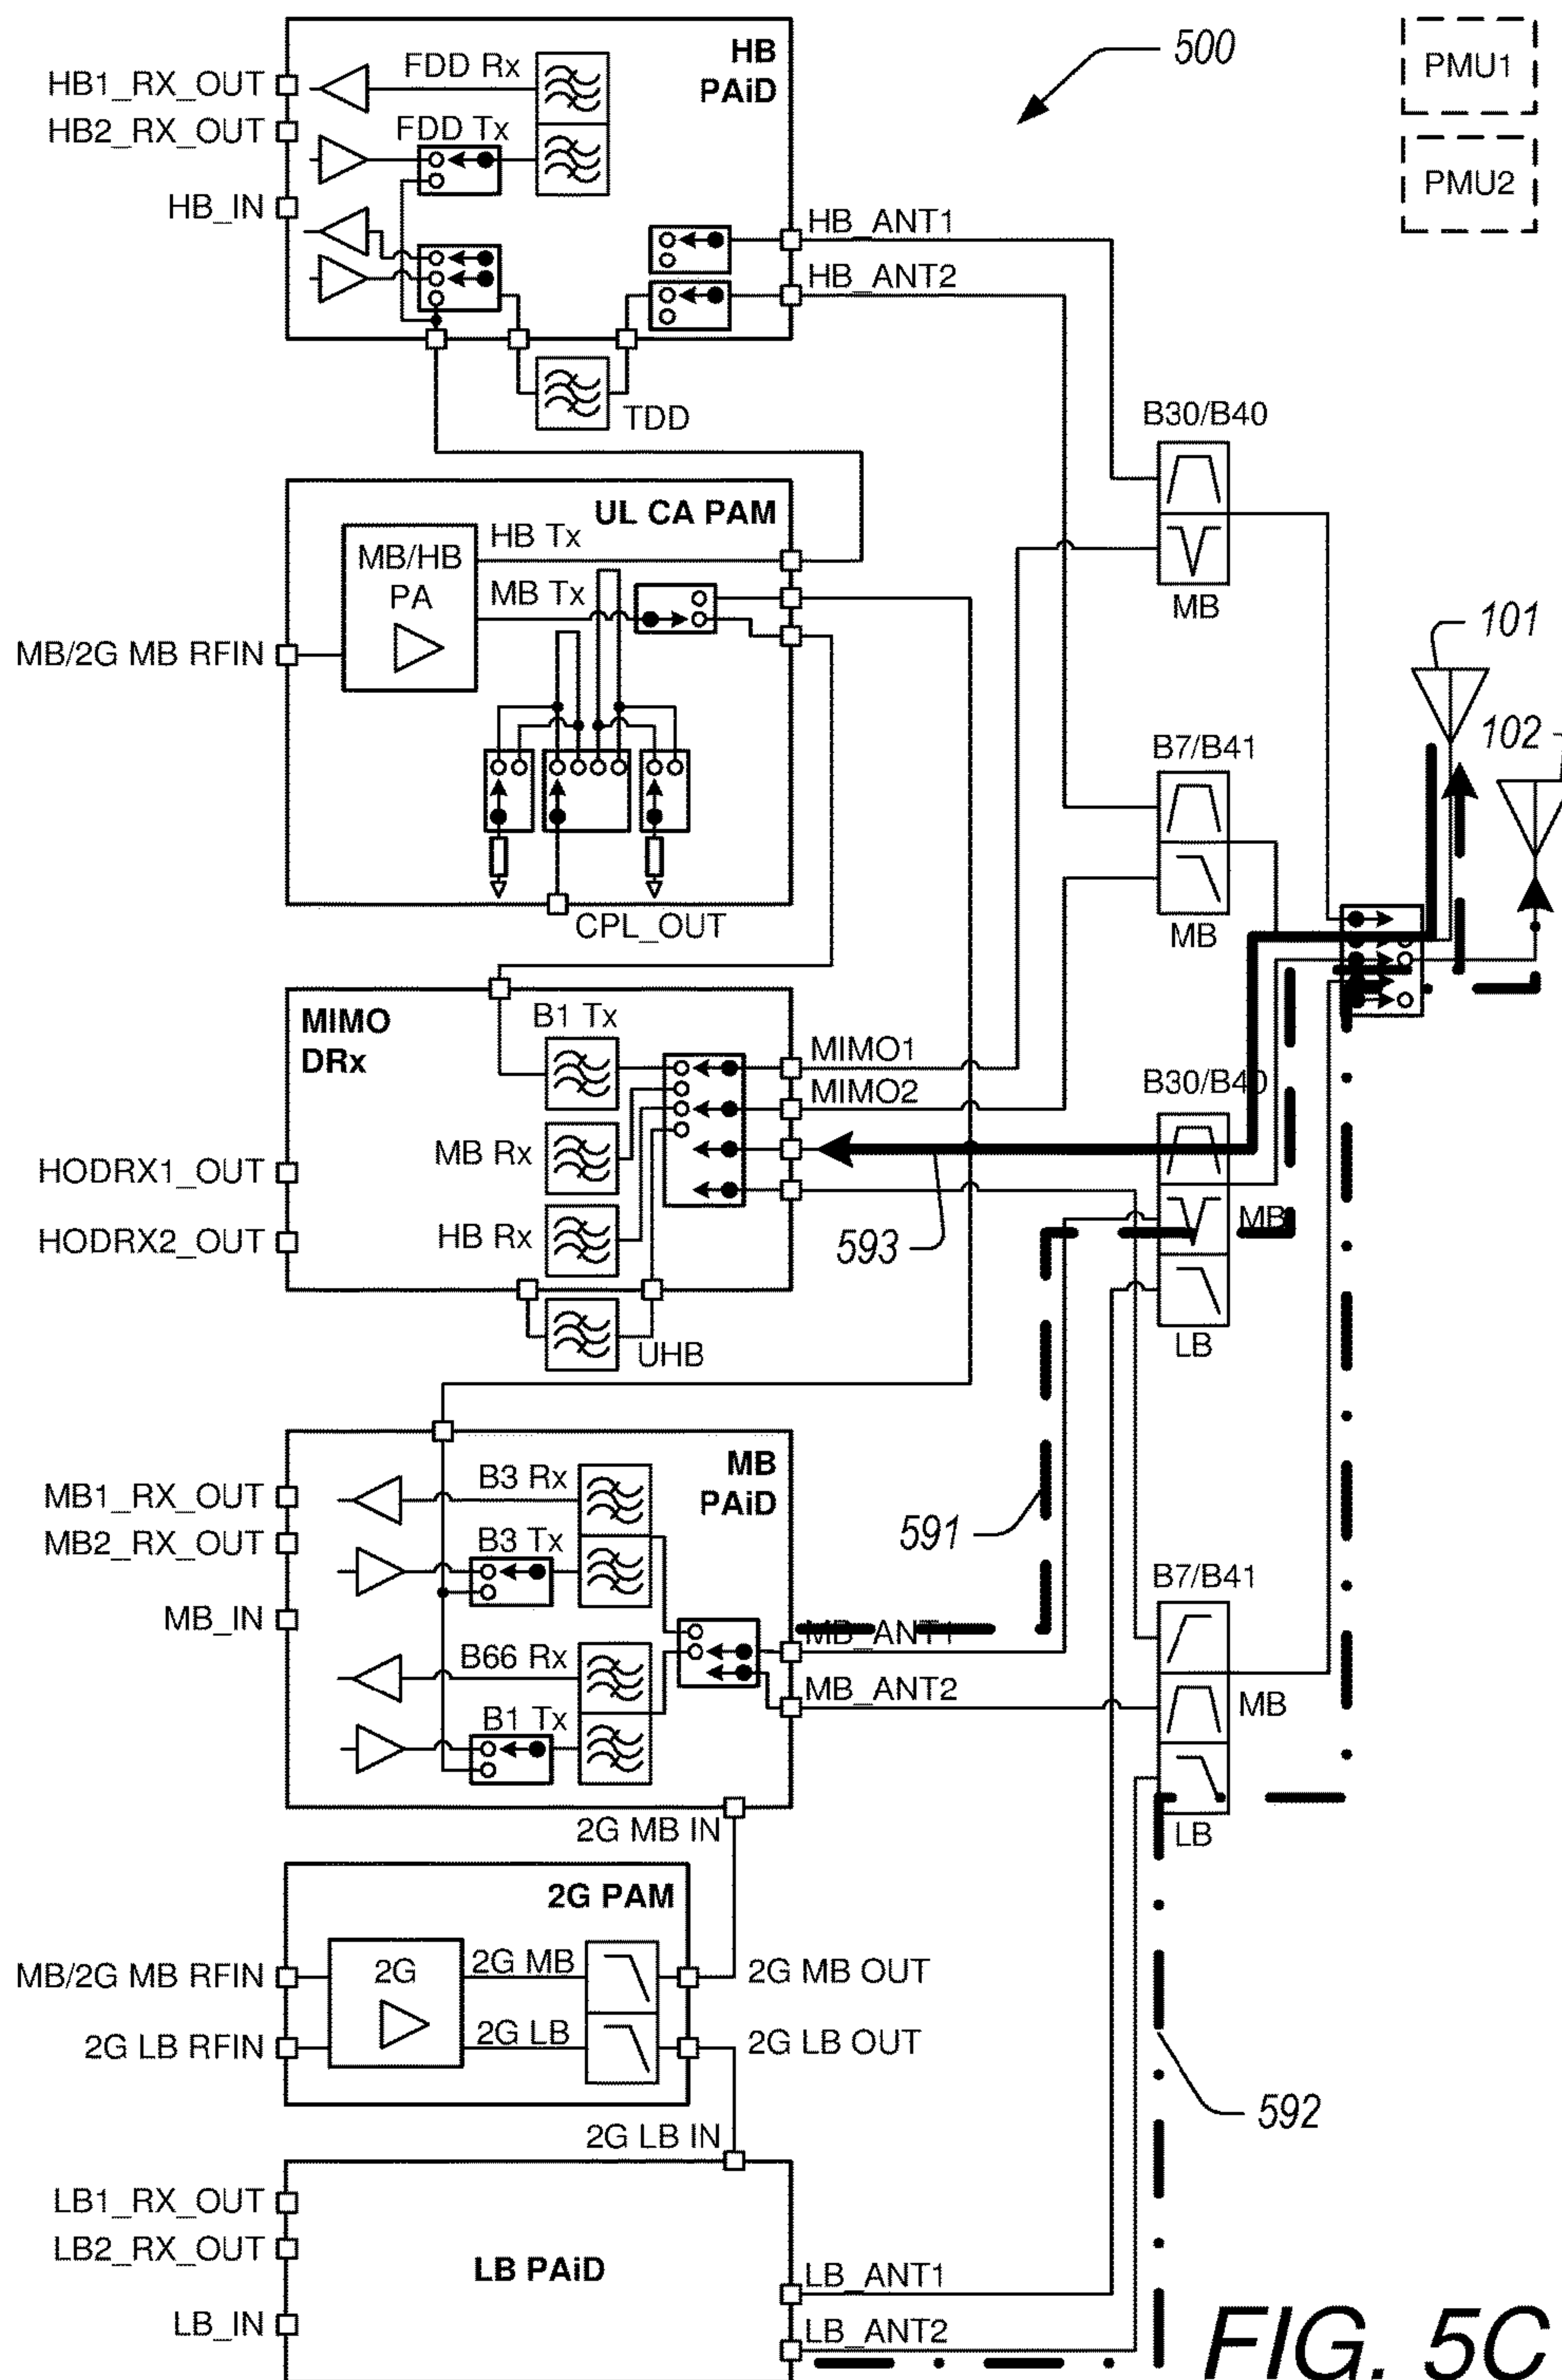 500
PMU1
PMU2
HB
PAiD
HB1_RX_OUT
HB2_RX_OUT
HB_IN
FDD Rx
FDD Tx
HB_ANT1
HB_ANT2
TDD
UL CA PAM
MB/HB
PA
HB Tx
MB Tx
MB/2G MB RFIN
CPL_OUT
B30/B40
MB
101
102
B7/B41
MB
MIMO
DRx
B1 Tx
MB Rx
HB Rx
MIMO1
MIMO2
HODRX1_OUT
HODRX2_OUT
UHB
593
B30/B40
MB
LB
MB
PAiD
MB1_RX_OUT
MB2_RX_OUT
MB_IN
B3 Rx
B3 Tx
B66 Rx
B1 Tx
MB_ANT1
MB_ANT2
591
B7/B41
MB
LB
2G MB IN
2G PAM
MB/2G MB RFIN
2G LB RFIN
2G
2G MB
2G LB
2G MB OUT
2G LB OUT
592
2G LB IN
LB1_RX_OUT
LB2_RX_OUT
LB_IN
LB PAiD
LB_ANT1
LB_ANT2
FIG. 5C